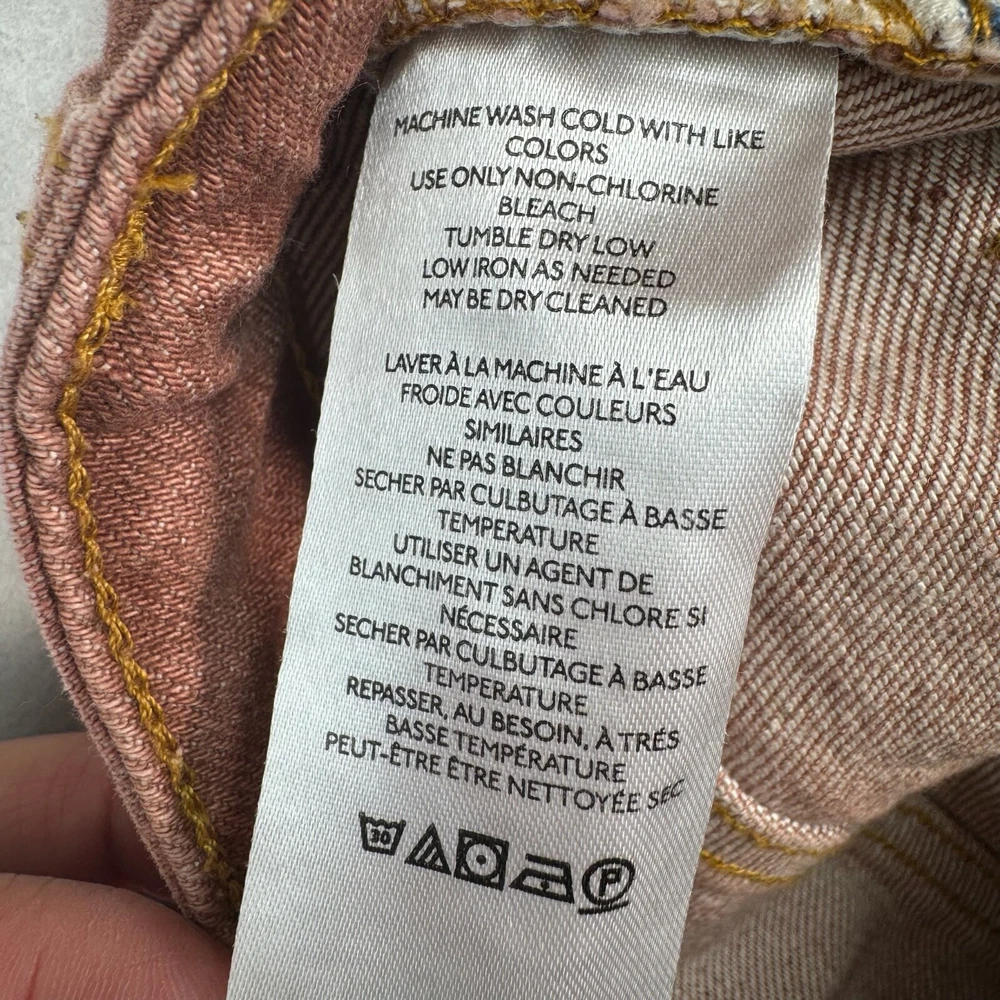 MACHINE WASH COLD WITH LIKE
COLORS
USE ONLY NON-CHLORINE
BLEACH
TUMBLE DRY LOW
LOW IRON AS NEEDED
MAY BE DRY CLEANED
LAVER À LA MACHINE À L'EAU
FROIDE AVEC COULEURS
SIMILAIRES
NE PAS BLANCHIR
SECHER PAR CULBUTAGE À BASSE
TEMPERATURE
UTILISER UN AGENT DE
BLANCHIMENT SANS CHLORE SI
NÉCESSAIRE
SECHER PAR CULBUTAGE À BASSE
TEMPERATURE
REPASSER, AU BESOIN, À TRÉS
BASSE TEMPÉRATURE
PEUT-ÊTRE ÊTRE NETTOYÉE SEC
30 P